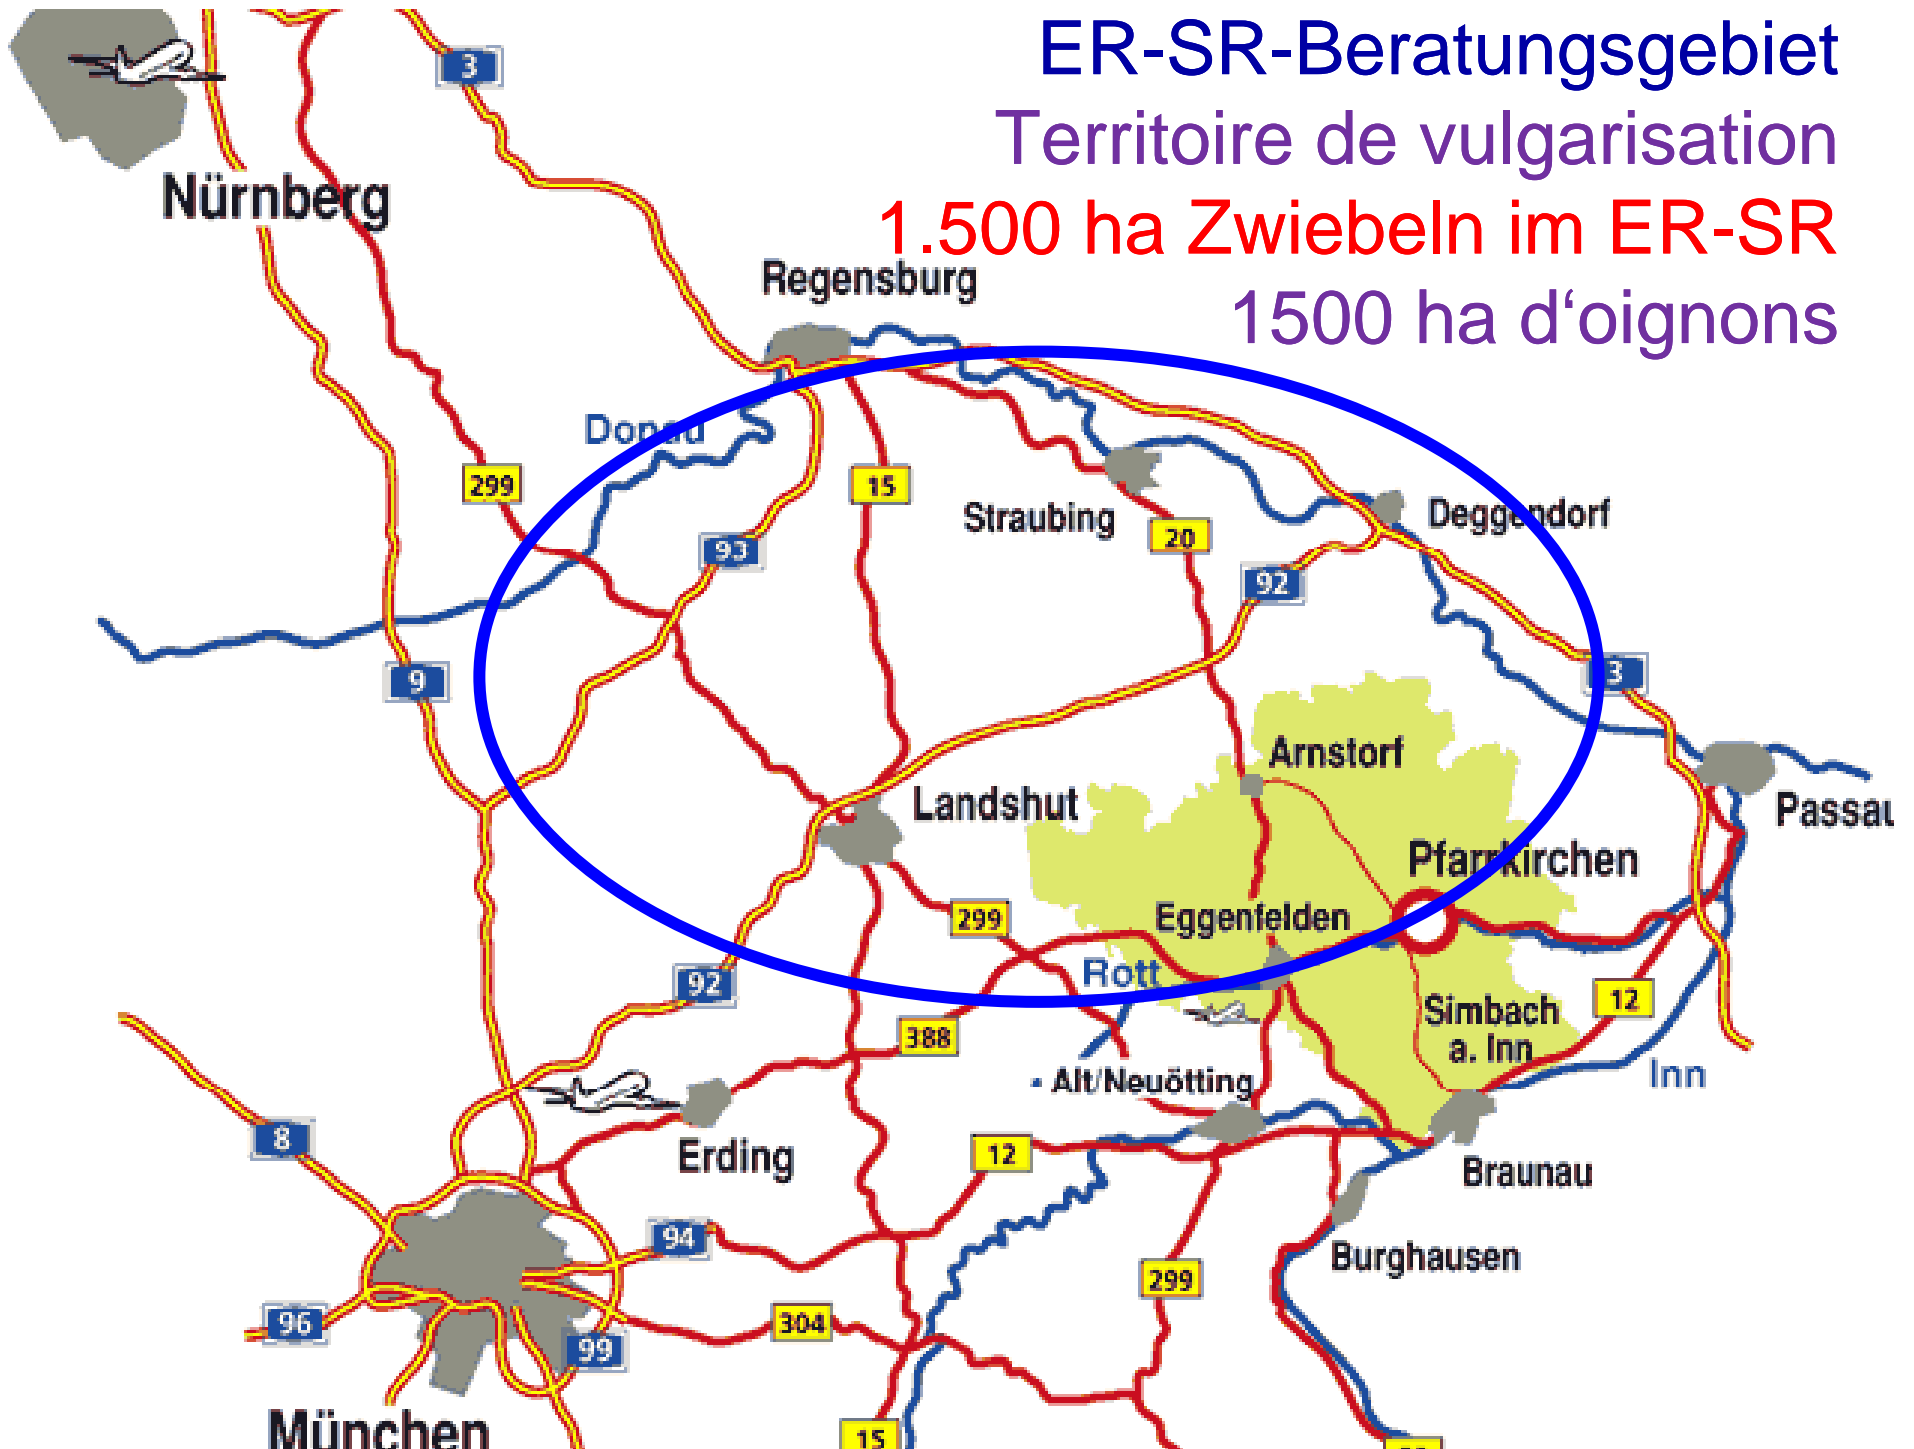 ER-SR-Beratungsgebiet
Territoire de vulgarisation
1.500 ha Zwiebeln im ER-SR
1500 ha d‘oignons
3
Nürnberg
Regensburg
Donau
299
15
Straubing
Deggendorf
20
93
92
9
3
Arnstorf
Landshut
Passau
Pfarrkirchen
299
Eggenfelden
Rott
92
12
Simbach
a. Inn
388
Alt/Neuötting
Inn
8
Erding
12
Braunau
94
Burghausen
299
96
304
99
München
15